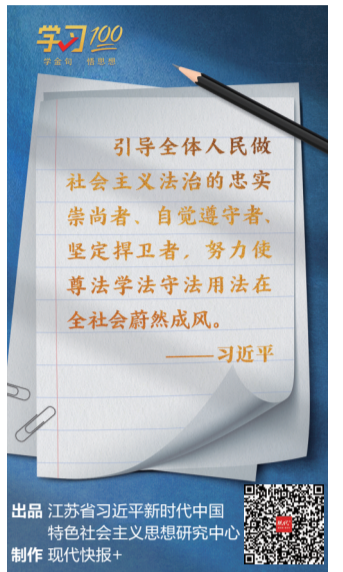 学习100
学金句 悟思想
引导全体人民做
社会主义法治的忠实
崇尚者、自觉遵守者、
坚定捍卫者，努力使
尊法学法守法用法在
全社会蔚然成风。
——习近平
出品 江苏省习近平新时代中国
特色社会主义思想研究中心
制作 现代快报+
现代+